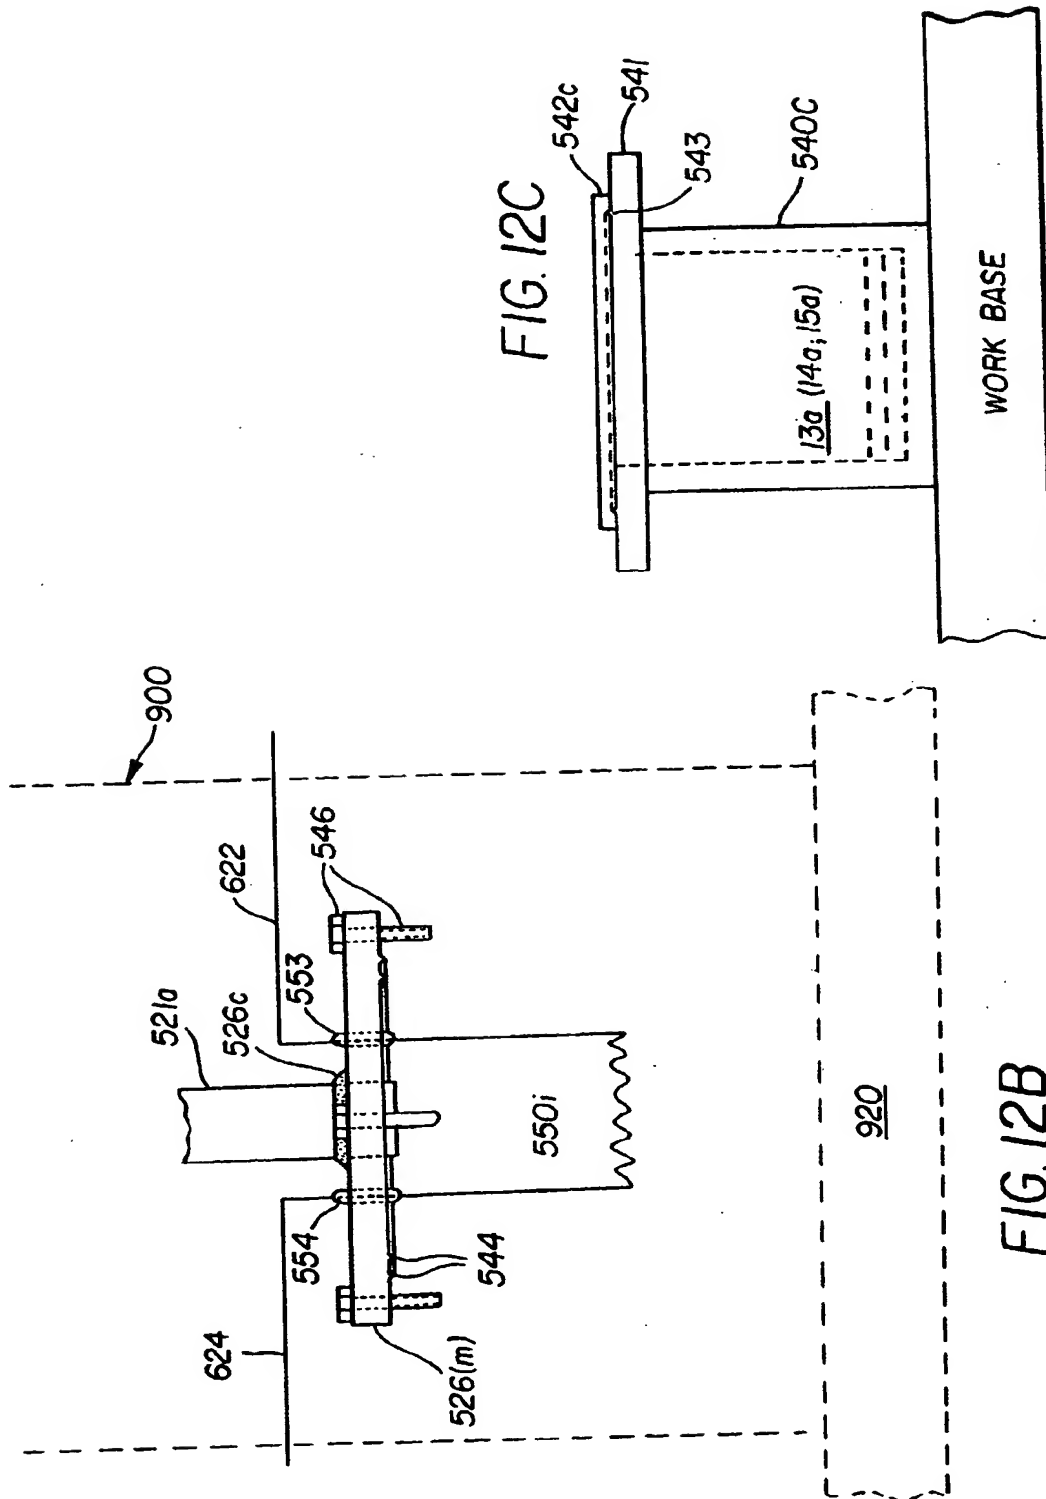 FIG. 12C
542c
541
543
540C
13a (14a; 15a)
WORK BASE
900
622
546
553
526c
521a
550i
554
544
624
526(m)
920
FIG. 12B